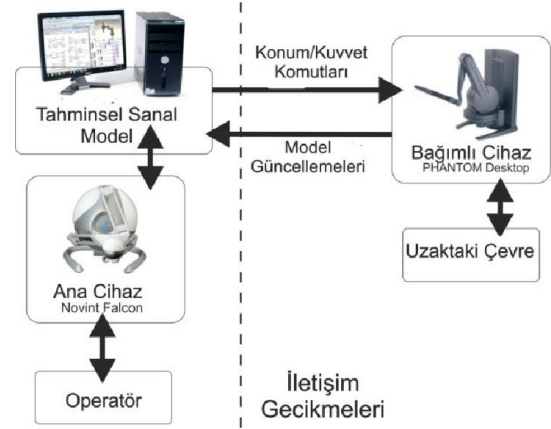 Tahminsel Sanal
Model
Konum/Kuvvet
Komutları
Model
Güncellemeleri
Bağımlı Cihaz
PHANTOM Desktop
Uzaktaki Çevre
Ana Cihaz
Novint Falcon
Operatör
İletişim
Gecikmeleri